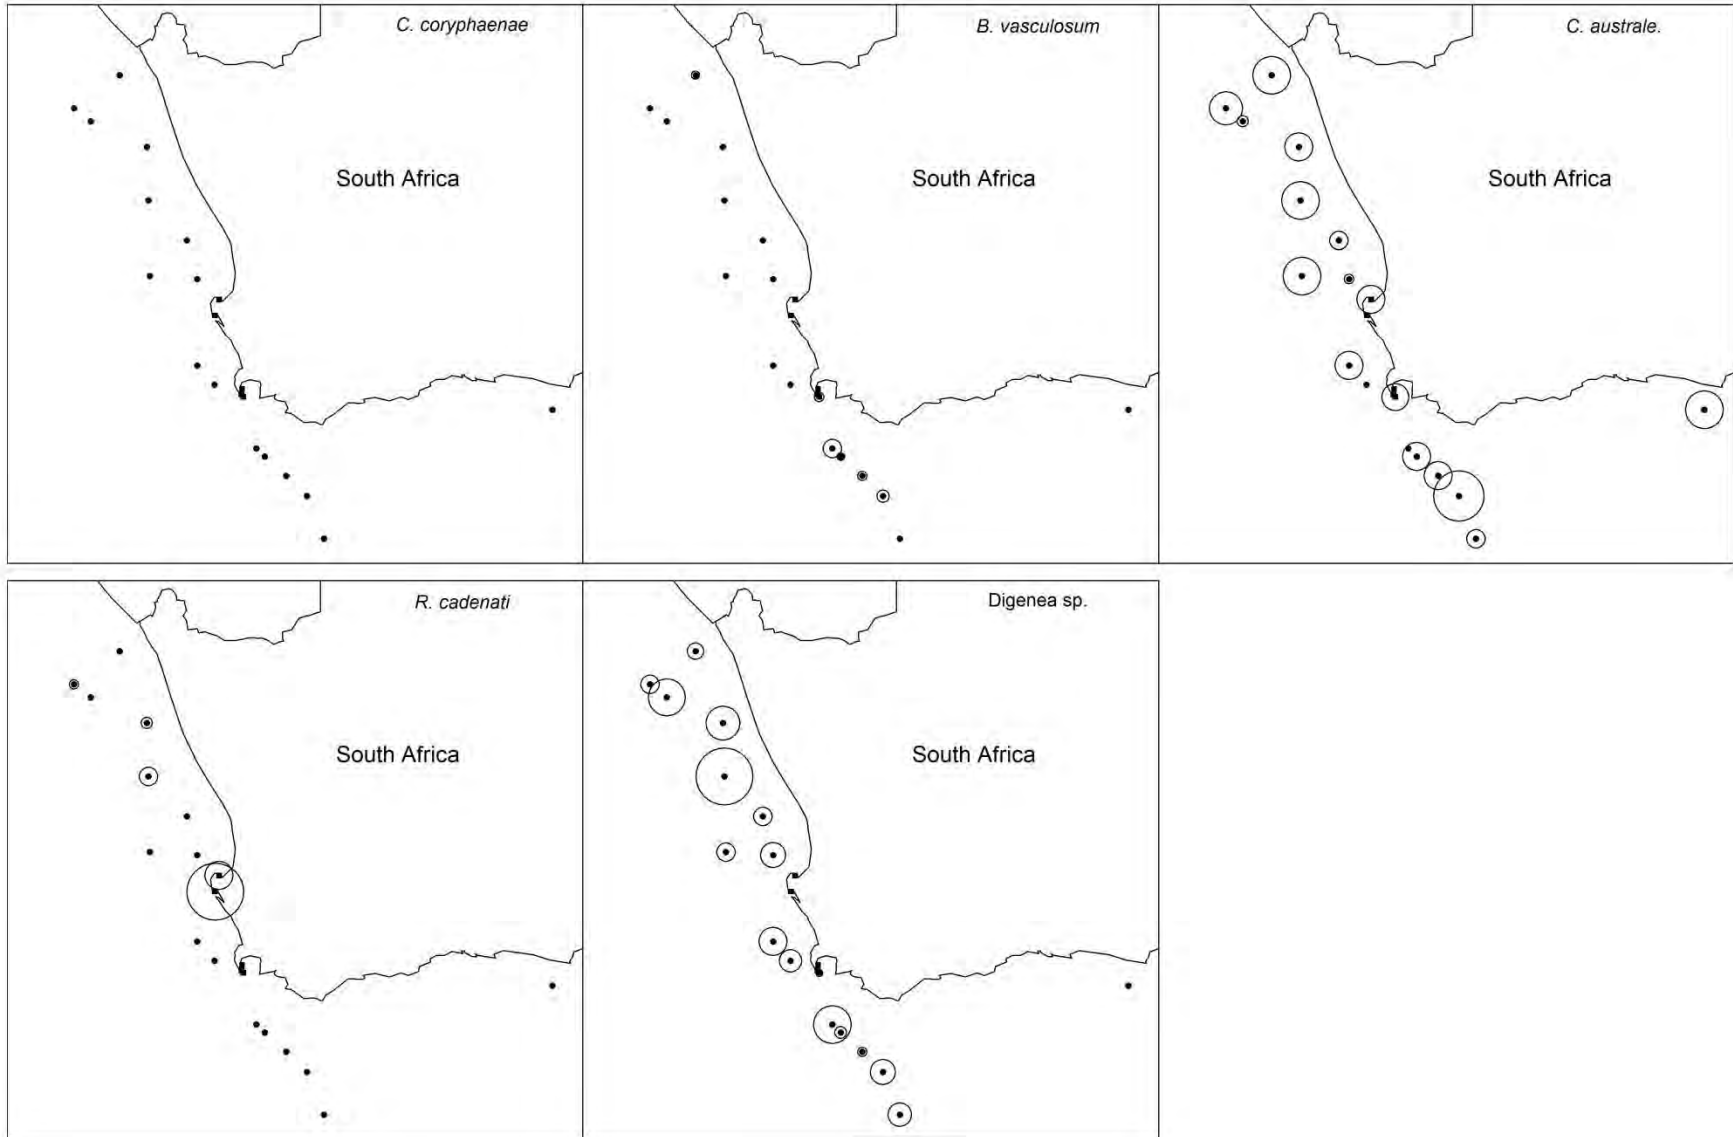 C. coryphaenae
South Africa
B. vasculosum
South Africa
C. australe.
South Africa
R. cadenati
South Africa
Digenea sp.
South Africa